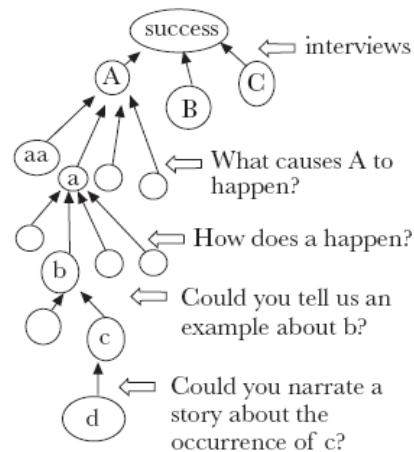 success
interviews
A
B
C
aa
a
What causes A to
happen?
How does a happen?
b
Could you tell us an
example about b?
c
Could you narrate a
story about the
occurrence of c?
d